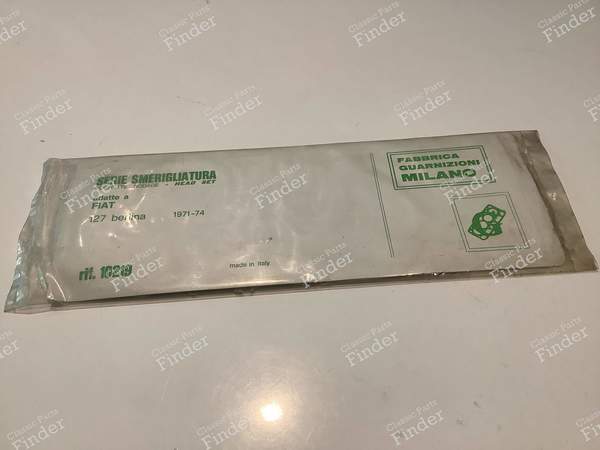 SERIE SMERIGLIATURA
- HEAD SET
adatte a
FIAT
127 berlina 1971-74
rif. 10219
made in Italy
FABBRICA
GUARNIZIONI
MILANO
Classic Parts
Finder